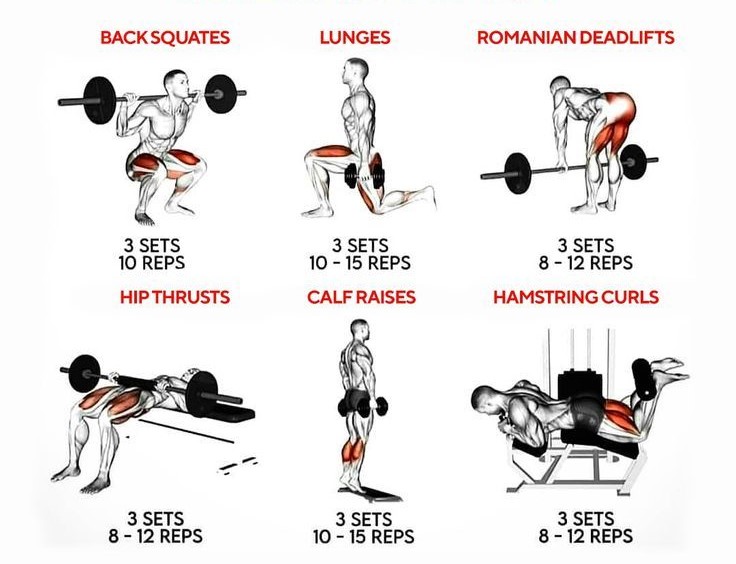 BACK SQUATES
LUNGES
ROMANIAN DEADLIFTS
3 SETS
10 REPS
3 SETS
10 - 15 REPS
3 SETS
8 - 12 REPS
HIP THRUSTS
CALF RAISES
HAMSTRING CURLS
3 SETS
8 - 12 REPS
3 SETS
10 - 15 REPS
3 SETS
8 - 12 REPS